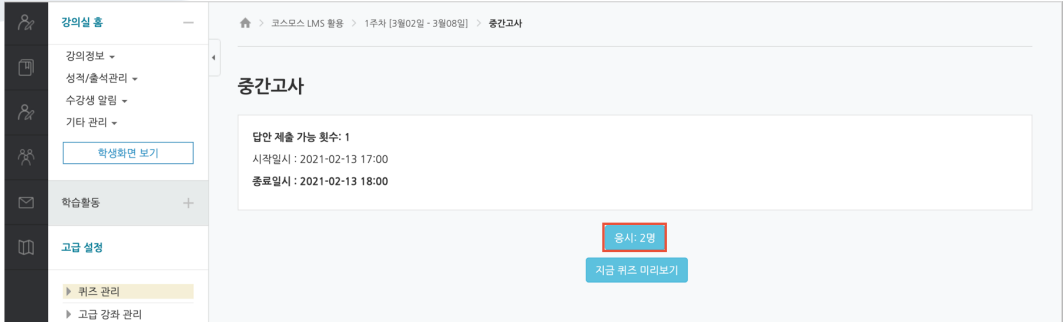 강의실 홈
강의정보
성적/출석관리
수강생 알림
기타 관리
학생화면 보기
학습활동
고급 설정
퀴즈 관리
고급 강좌 관리
코스모스 LMS 활용 > 1주차 [3월02일 - 3월08일] > 중간고사
중간고사
답안 제출 가능 횟수: 1
시작일시 : 2021-02-13 17:00
종료일시 : 2021-02-13 18:00
응시: 2명
지금 퀴즈 미리보기